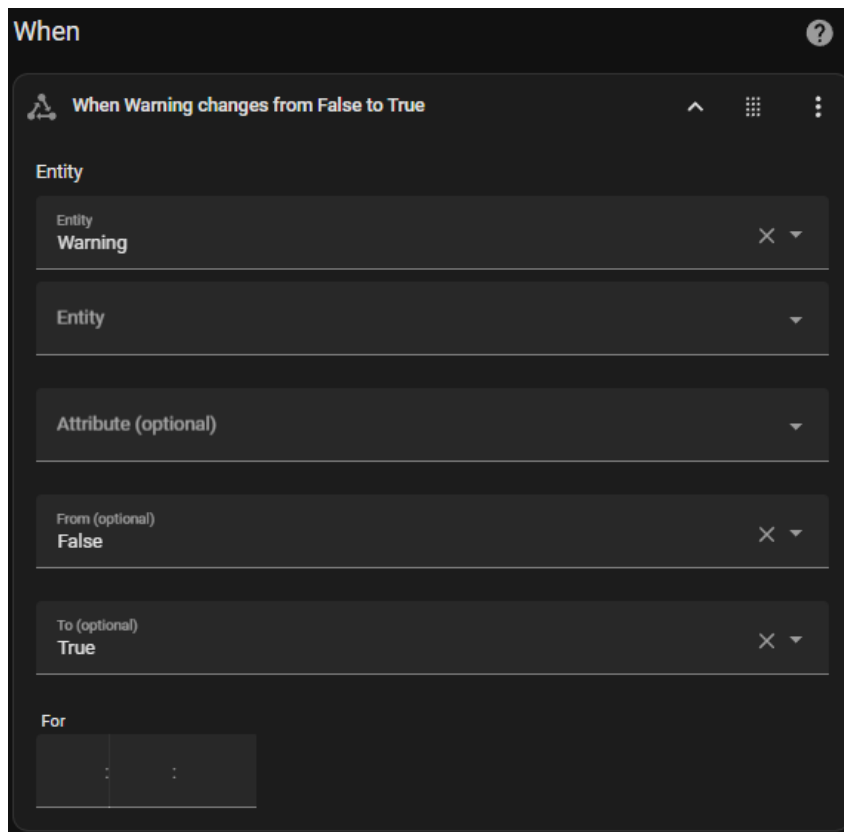 When
When Warning changes from False to True
Entity
Entity
Warning
Entity
Attribute (optional)
From (optional)
False
To (optional)
True
For
: :